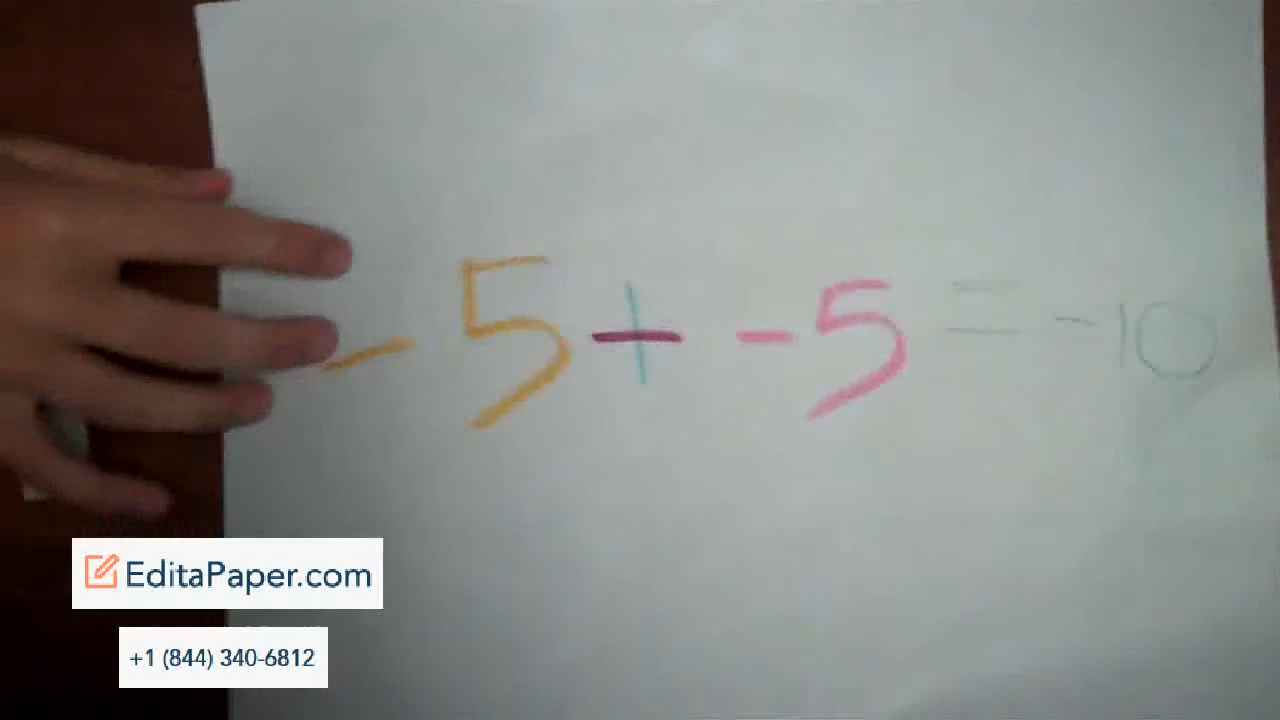 - 5 + - 5 = - 10
EditaPaper.com
+1 (844) 340-6812